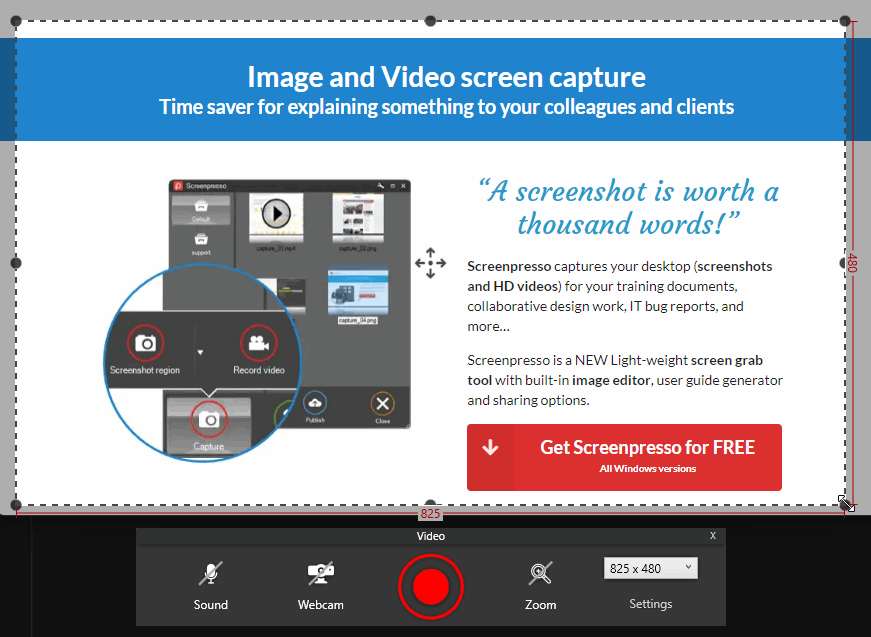 Image and Video screen capture
Time saver for explaining something to your colleagues and clients
Screenpresso
Default
support
capture_01.mp4
capture_02.png
capture_04.png
Screenshot region
Record video
Capture
Publish
Close
“A screenshot is worth a
thousand words!”
Screenpresso captures your desktop (screenshots
and HD videos) for your training documents,
collaborative design work, IT bug reports, and
more...
Screenpresso is a NEW Light-weight screen grab
tool with built-in image editor, user guide generator
and sharing options.
Get Screenpresso for FREE
All Windows versions
480
825
Video
X
Sound
Webcam
Zoom
825 x 480
Settings